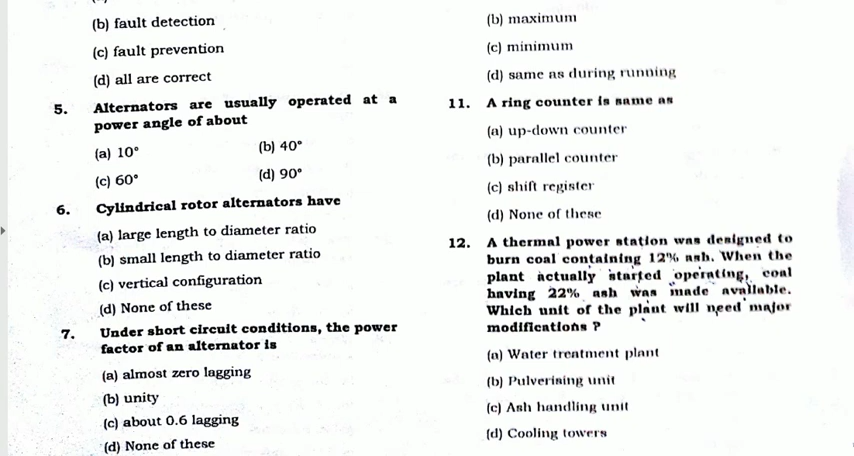 (b) fault detection
(c) fault prevention
(d) all are correct
5. Alternators are usually operated at a
power angle of about
(a) 10°
(b) 40°
(c) 60°
(d) 90°
6. Cylindrical rotor alternators have
(a) large length to diameter ratio
(b) small length to diameter ratio
(c) vertical configuration
(d) None of these
7. Under short circuit conditions, the power
factor of an alternator is
(a) almost zero lagging
(b) unity
(c) about 0.6 lagging
(d) None of these
(b) maximum
(c) minimum
(d) same as during running
11. A ring counter is same as
(a) up-down counter
(b) parallel counter
(c) shift register
(d) None of these
12. A thermal power station was designed to
burn coal containing 12% ash. When the
plant actually started operating, coal
having 22% ash was made available.
Which unit of the plant will need major
modifications ?
(a) Water treatment plant
(b) Pulverising unit
(c) Ash handling unit
(d) Cooling towers